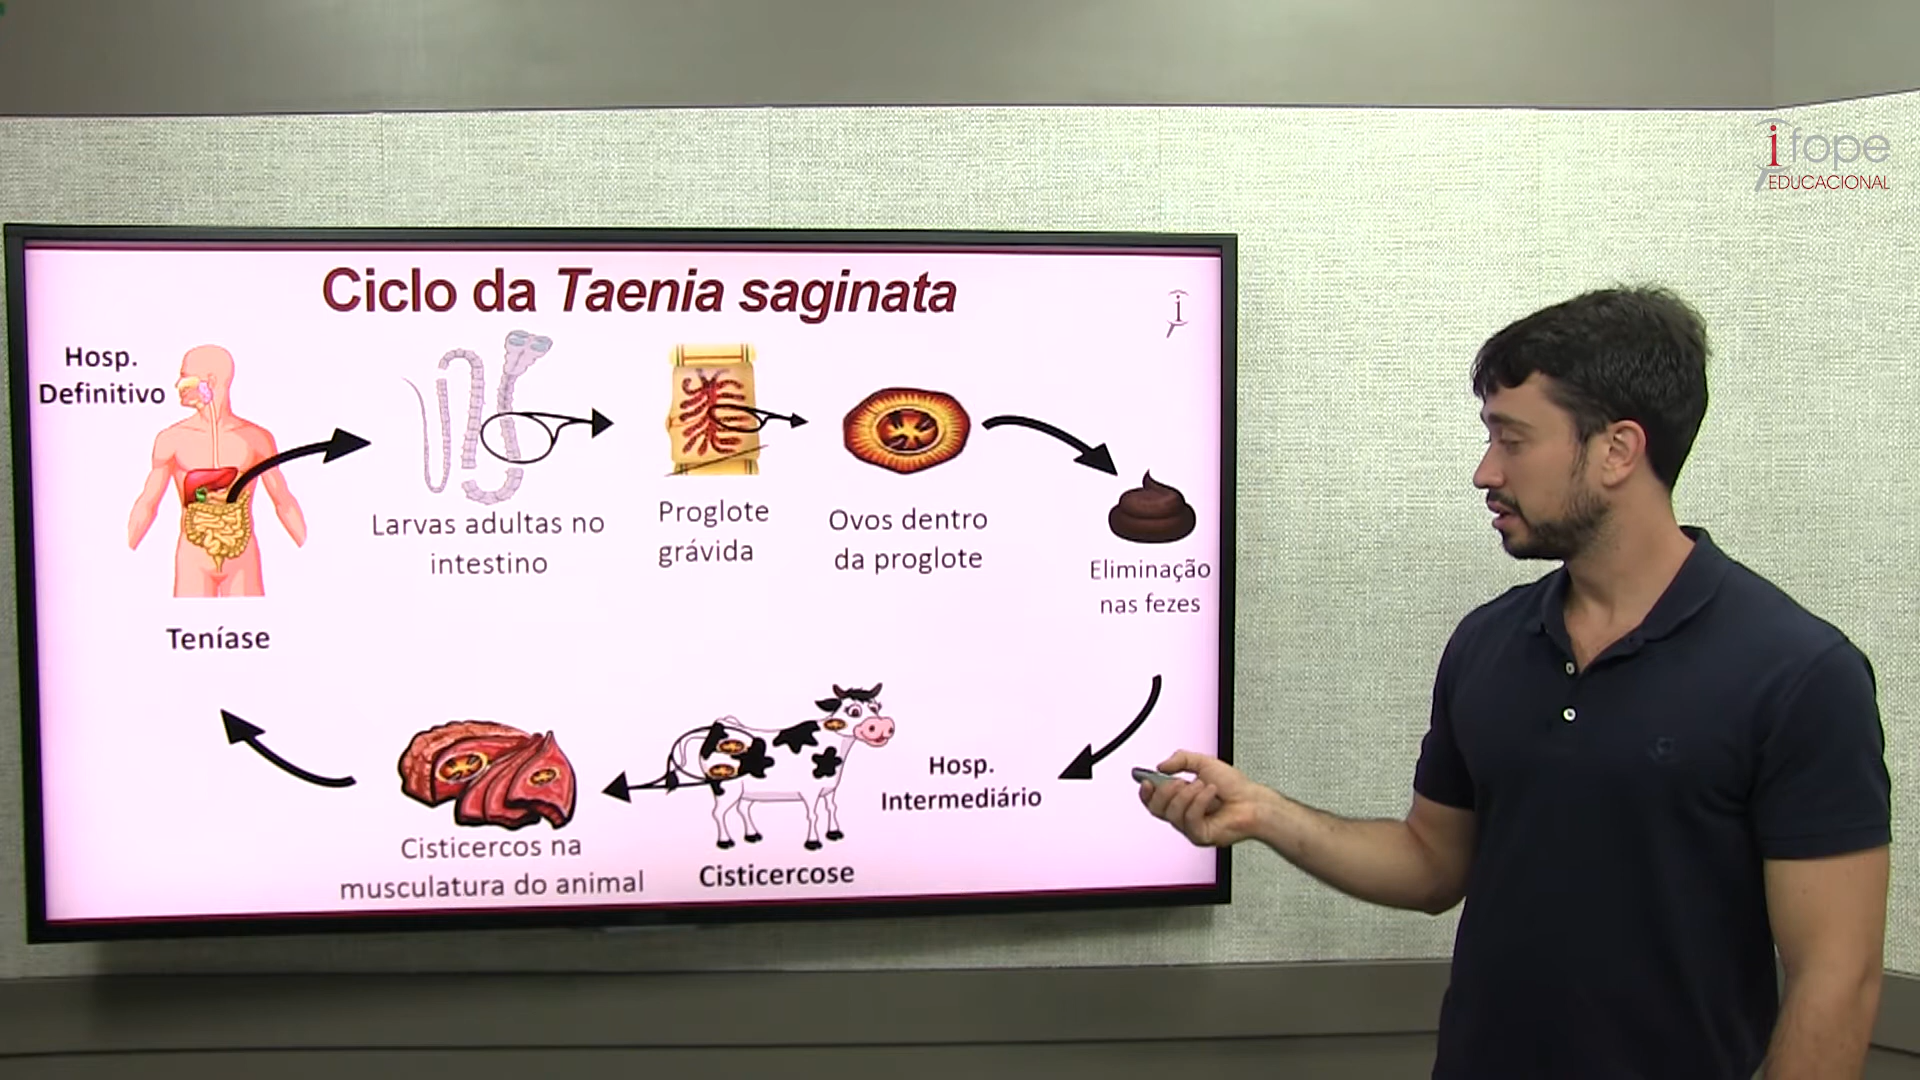 ifope
EDUCACIONAL
Ciclo da Taenia saginata
i
Hosp.
Definitivo
Larvas adultas no
intestino
Proglote
grávida
Ovos dentro
da proglote
Eliminação
nas fezes
Teníase
Hosp.
Intermediário
Cisticercose
Cisticercos na
musculatura do animal